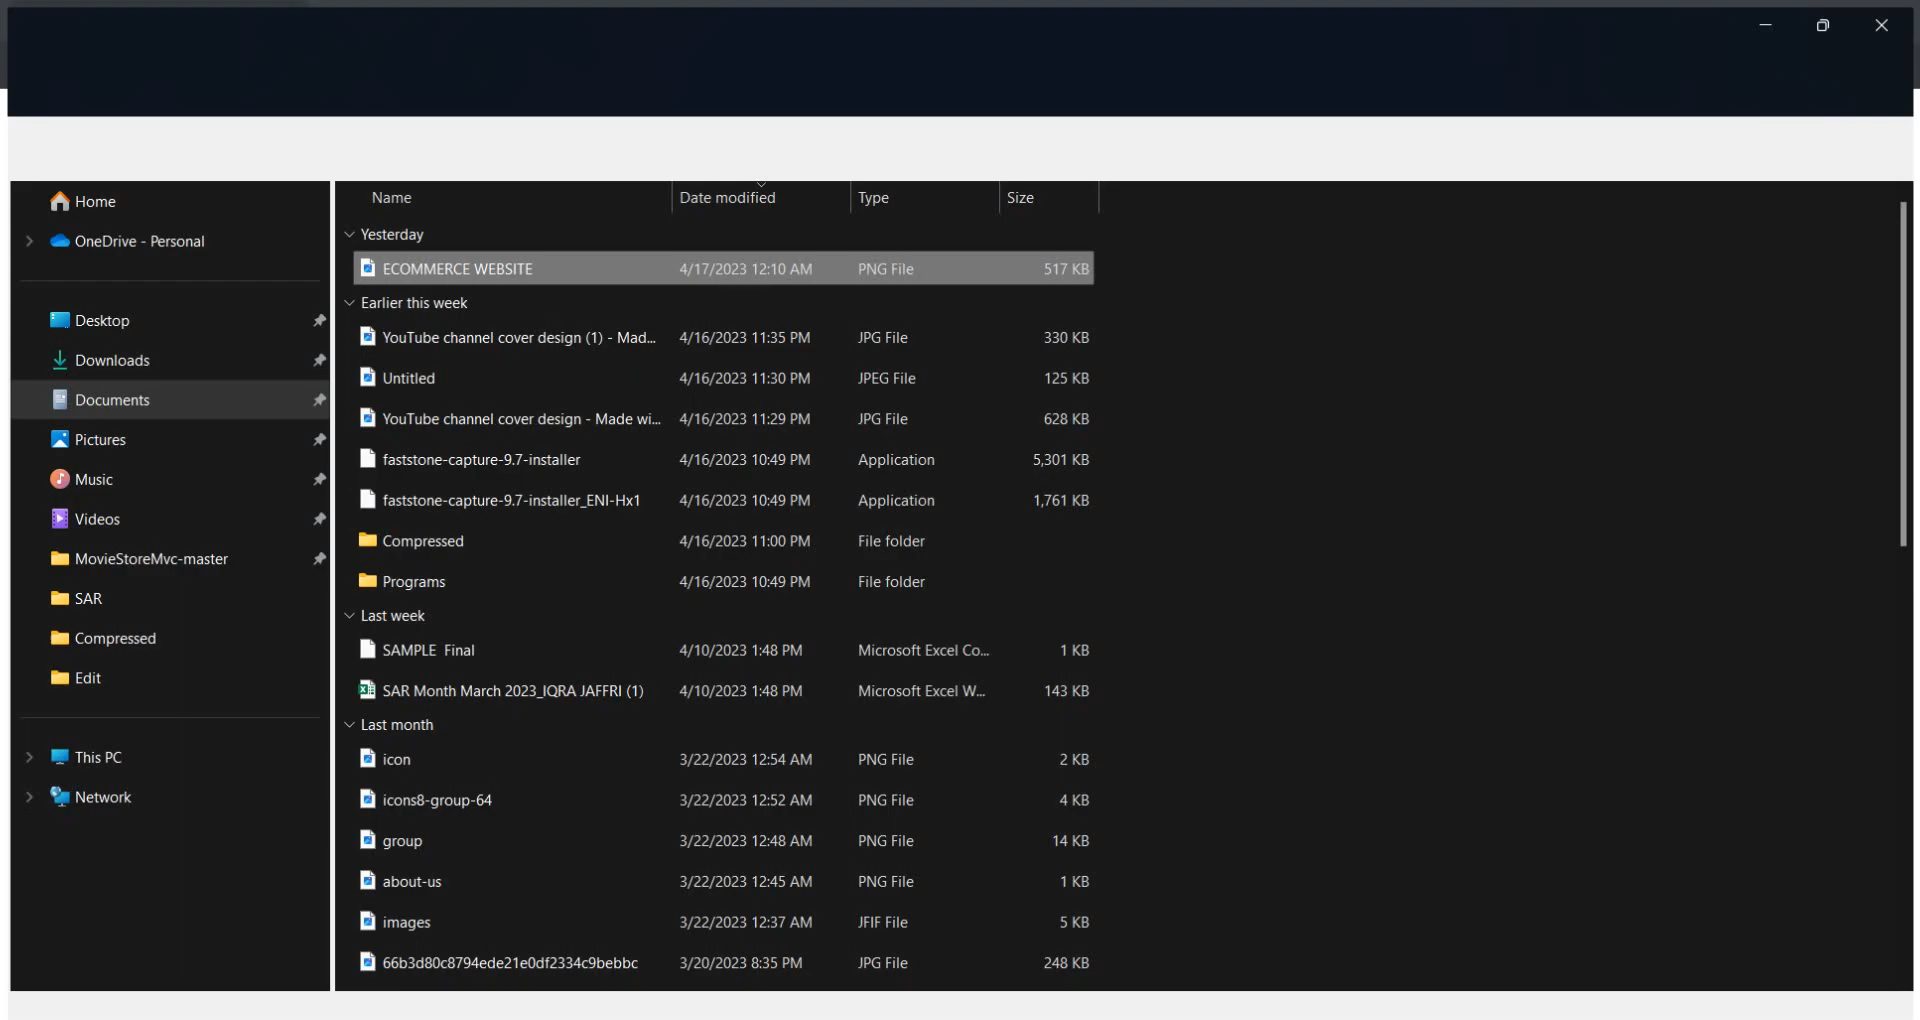 Home
OneDrive - Personal
Desktop
Downloads
Documents
Pictures
Music
Videos
MovieStoreMvc-master
SAR
Compressed
Edit
This PC
Network
Name Date modified Type Size
Yesterday
ECOMMERCE WEBSITE 4/17/2023 12:10 AM PNG File 517 KB
Earlier this week
YouTube channel cover design (1) - Mad... 4/16/2023 11:35 PM JPG File 330 KB
Untitled 4/16/2023 11:30 PM JPEG File 125 KB
YouTube channel cover design - Made wi... 4/16/2023 11:29 PM JPG File 628 KB
faststone-capture-9.7-installer 4/16/2023 10:49 PM Application 5,301 KB
faststone-capture-9.7-installer_ENI-Hx1 4/16/2023 10:49 PM Application 1,761 KB
Compressed 4/16/2023 11:00 PM File folder
Programs 4/16/2023 10:49 PM File folder
Last week
SAMPLE Final 4/10/2023 1:48 PM Microsoft Excel Co... 1 KB
SAR Month March 2023_IQRA JAFFRI (1) 4/10/2023 1:48 PM Microsoft Excel W... 143 KB
Last month
icon 3/22/2023 12:54 AM PNG File 2 KB
icons8-group-64 3/22/2023 12:52 AM PNG File 4 KB
group 3/22/2023 12:48 AM PNG File 14 KB
about-us 3/22/2023 12:45 AM PNG File 1 KB
images 3/22/2023 12:37 AM JFIF File 5 KB
66b3d80c8794ede21e0df2334c9bebbc 3/20/2023 8:35 PM JPG File 248 KB